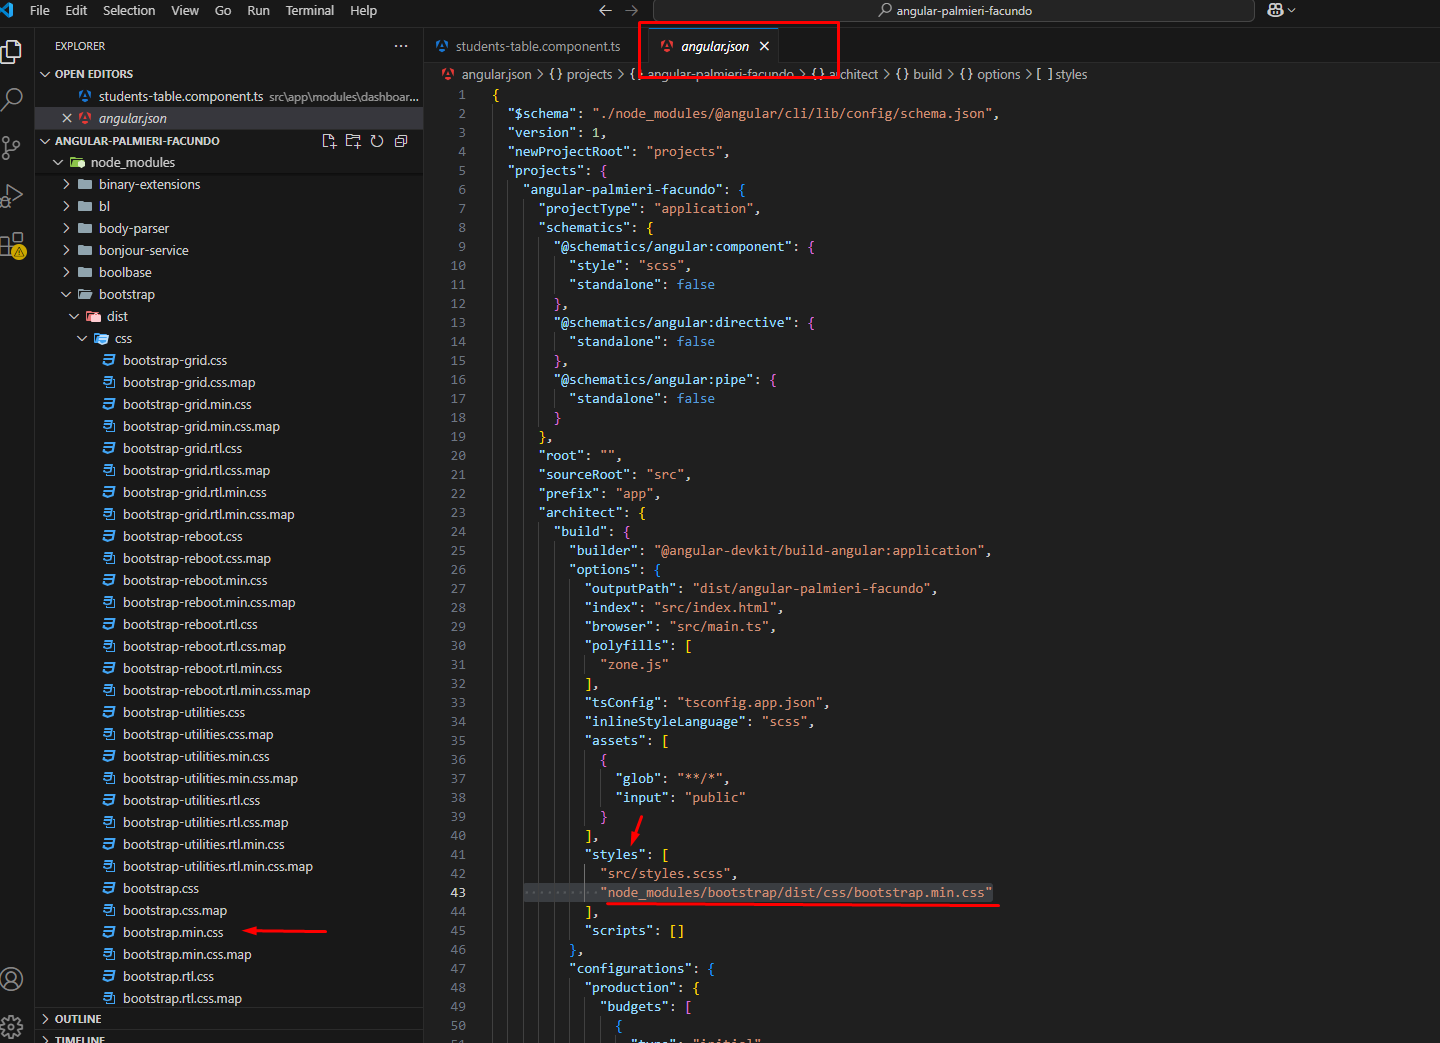 File Edit Selection View Go Run Terminal Help
angular-palmieri-facundo
EXPLORER
OPEN EDITORS
students-table.component.ts src\app\modules\dashboar...
angular.json
ANGULAR-PALMIERI-FACUNDO
node_modules
binary-extensions
bl
body-parser
bonjour-service
boolbase
bootstrap
dist
css
bootstrap-grid.css
bootstrap-grid.css.map
bootstrap-grid.min.css
bootstrap-grid.min.css.map
bootstrap-grid.rtl.css
bootstrap-grid.rtl.css.map
bootstrap-grid.rtl.min.css
bootstrap-grid.rtl.min.css.map
bootstrap-reboot.css
bootstrap-reboot.css.map
bootstrap-reboot.min.css
bootstrap-reboot.min.css.map
bootstrap-reboot.rtl.css
bootstrap-reboot.rtl.css.map
bootstrap-reboot.rtl.min.css
bootstrap-reboot.rtl.min.css.map
bootstrap-utilities.css
bootstrap-utilities.css.map
bootstrap-utilities.min.css
bootstrap-utilities.min.css.map
bootstrap-utilities.rtl.css
bootstrap-utilities.rtl.css.map
bootstrap-utilities.rtl.min.css
bootstrap-utilities.rtl.min.css.map
bootstrap.css
bootstrap.css.map
bootstrap.min.css
bootstrap.min.css.map
bootstrap.rtl.css
bootstrap.rtl.css.map
OUTLINE
TIMELINE
students-table.component.ts angular.json
angular.json > {} projects > {} angular-palmieri-facundo > {} architect > {} build > {} options > [ ] styles
1 {
2 "$schema": "./node_modules/@angular/cli/lib/config/schema.json",
3 "version": 1,
4 "newProjectRoot": "projects",
5 "projects": {
6 "angular-palmieri-facundo": {
7 "projectType": "application",
8 "schematics": {
9 "@schematics/angular:component": {
10 "style": "scss",
11 "standalone": false
12 },
13 "@schematics/angular:directive": {
14 "standalone": false
15 },
16 "@schematics/angular:pipe": {
17 "standalone": false
18 }
19 },
20 "root": "",
21 "sourceRoot": "src",
22 "prefix": "app",
23 "architect": {
24 "build": {
25 "builder": "@angular-devkit/build-angular:application",
26 "options": {
27 "outputPath": "dist/angular-palmieri-facundo",
28 "index": "src/index.html",
29 "browser": "src/main.ts",
30 "polyfills": [
31 "zone.js"
32 ],
33 "tsConfig": "tsconfig.app.json",
34 "inlineStyleLanguage": "scss",
35 "assets": [
36 {
37 "glob": "**/*",
38 "input": "public"
39 }
40 ],
41 "styles": [
42 "src/styles.scss",
43 "node_modules/bootstrap/dist/css/bootstrap.min.css"
44 ],
45 "scripts": []
46 },
47 "configurations": {
48 "production": {
49 "budgets": [
50 {
51 "type": "initial",